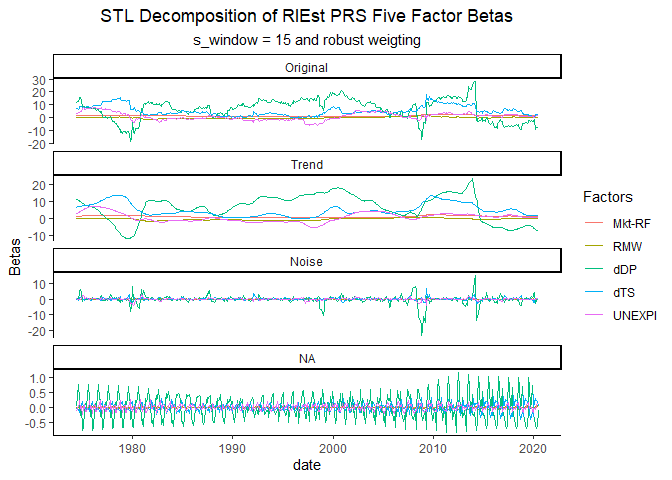 STL Decomposition of RIEst PRS Five Factor Betas
s_window = 15 and robust weigting
Original
30
20
10
0
-10
-20
Trend
20
10
0
-10
Noise
10
0
-10
-20
NA
1.0
0.5
0.0
-0.5
Betas
1980
1990
2000
2010
2020
date
Factors
Mkt-RF
RMW
dDP
dTS
UNEXPI